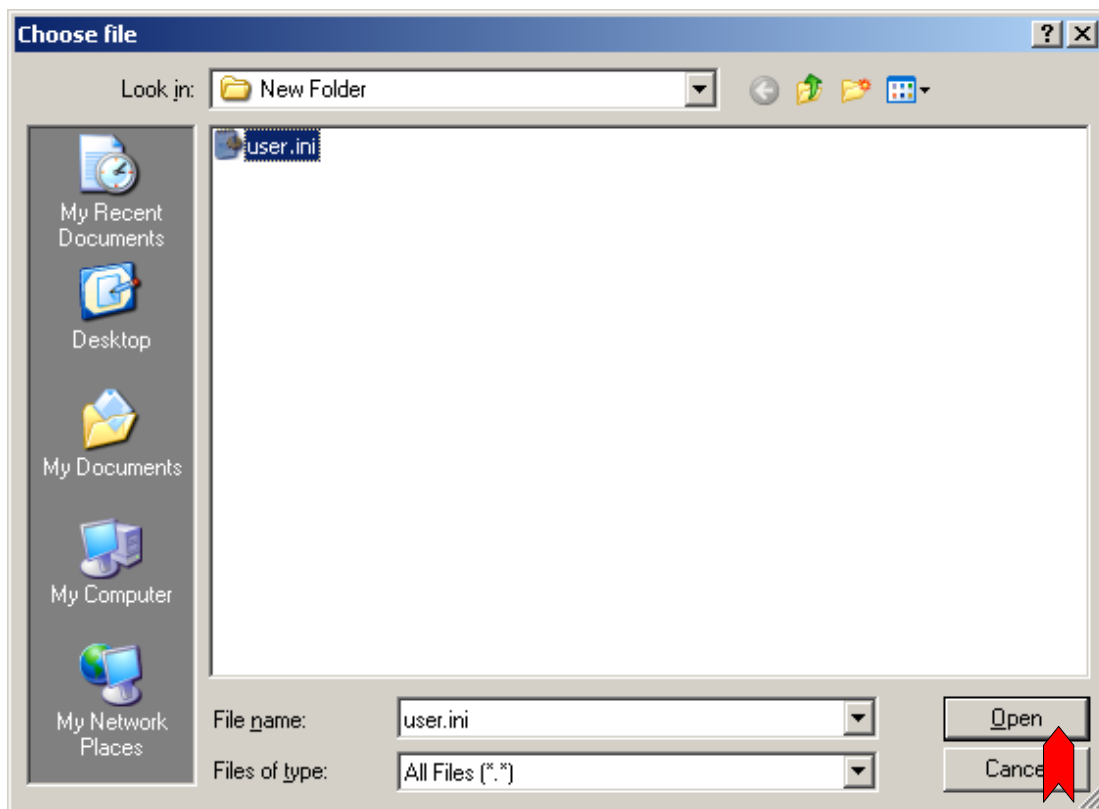 Choose file
Look in:
New Folder
user.ini
My Recent
Documents
Desktop
My Documents
My Computer
My Network
Places
File name:
user.ini
Open
Files of type:
All Files (*.*)